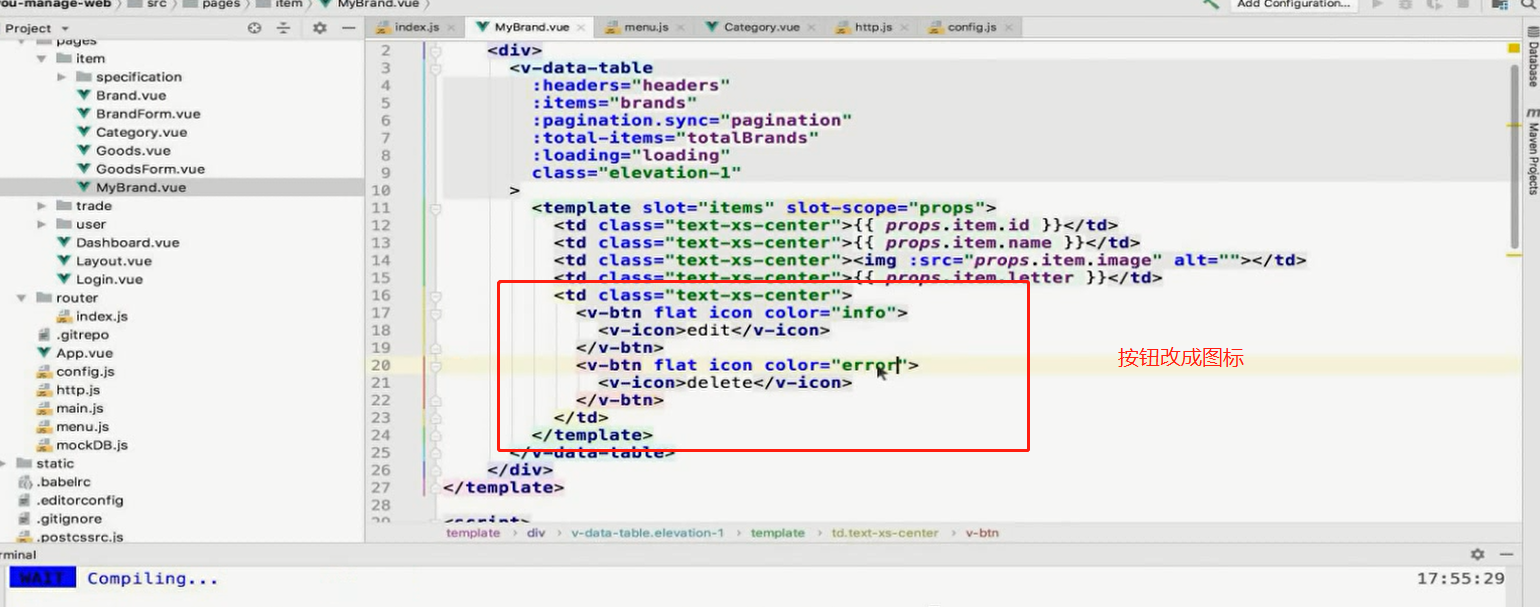 ou-manage-web src pages item MyBrand.vue
Add Configuration...
Project
index.js MyBrand.vue menu.js Category.vue http.js config.js
pages
item
specification
Brand.vue
BrandForm.vue
Category.vue
Goods.vue
GoodsForm.vue
MyBrand.vue
trade
user
Dashboard.vue
Layout.vue
Login.vue
router
index.js
.gitrepo
App.vue
config.js
http.js
main.js
menu.js
mockDB.js
static
.babelrc
.editorconfig
.gitignore
.postcssrc.js
2 <div>
3 <v-data-table
4 :headers="headers"
5 :items="brands"
6 :pagination.sync="pagination"
7 :total-items="totalBrands"
8 :loading="loading"
9 class="elevation-1"
10 >
11 <template slot="items" slot-scope="props">
12 <td class="text-xs-center">{{ props.item.id }}</td>
13 <td class="text-xs-center">{{ props.item.name }}</td>
14 <td class="text-xs-center"><img :src="props.item.image" alt=""></td>
15 <td class="text-xs-center">{{ props.item.letter }}</td>
16 <td class="text-xs-center">
17 <v-btn flat icon color="info">
18 <v-icon>edit</v-icon>
19 </v-btn>
20 <v-btn flat icon color="error">
21 <v-icon>delete</v-icon>
22 </v-btn>
23 </td>
24 </template>
25 </v-data-table>
26 </div>
27 </template>
28
29 <script>
按钮改成图标
template div v-data-table.elevation-1 template td.text-xs-center v-btn
Database
Maven Projects
rminal
WAIT Compiling...
17:55:29